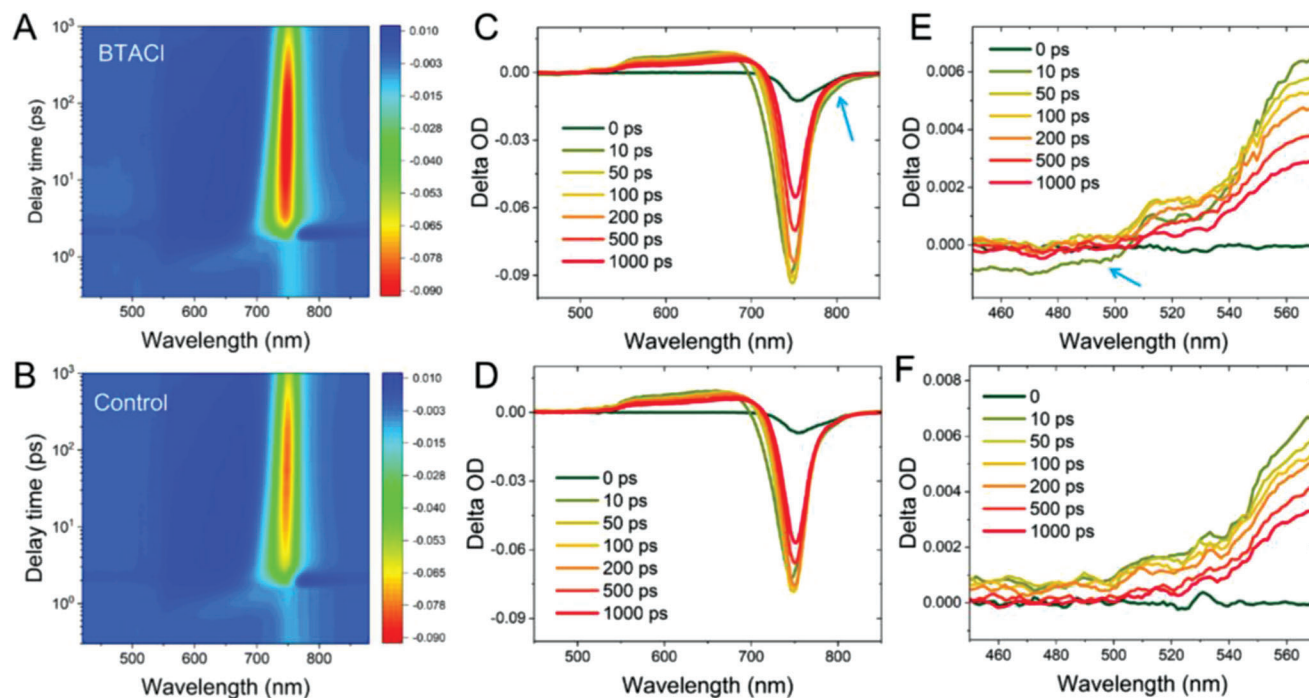 A
BTACl
Delay time (ps)
10³
10²
10¹
10⁰
500
600
700
800
Wavelength (nm)
0.010
-0.003
-0.015
-0.028
-0.040
-0.053
-0.065
-0.078
-0.090
C
Delta OD
0.00
-0.03
-0.06
-0.09
0 ps
10 ps
50 ps
100 ps
200 ps
500 ps
1000 ps
500
600
700
800
Wavelength (nm)
E
Delta OD
0.006
0.004
0.002
0.000
0 ps
10 ps
50 ps
100 ps
200 ps
500 ps
1000 ps
460
480
500
520
540
560
Wavelength (nm)
B
Control
Delay time (ps)
10³
10²
10¹
10⁰
500
600
700
800
Wavelength (nm)
0.010
-0.003
-0.015
-0.028
-0.040
-0.053
-0.065
-0.078
-0.090
D
Delta OD
0.00
-0.03
-0.06
-0.09
0 ps
10 ps
50 ps
100 ps
200 ps
500 ps
1000 ps
500
600
700
800
Wavelength (nm)
F
Delta OD
0.008
0.006
0.004
0.002
0.000
0
10 ps
50 ps
100 ps
200 ps
500 ps
1000 ps
460
480
500
520
540
560
Wavelength (nm)